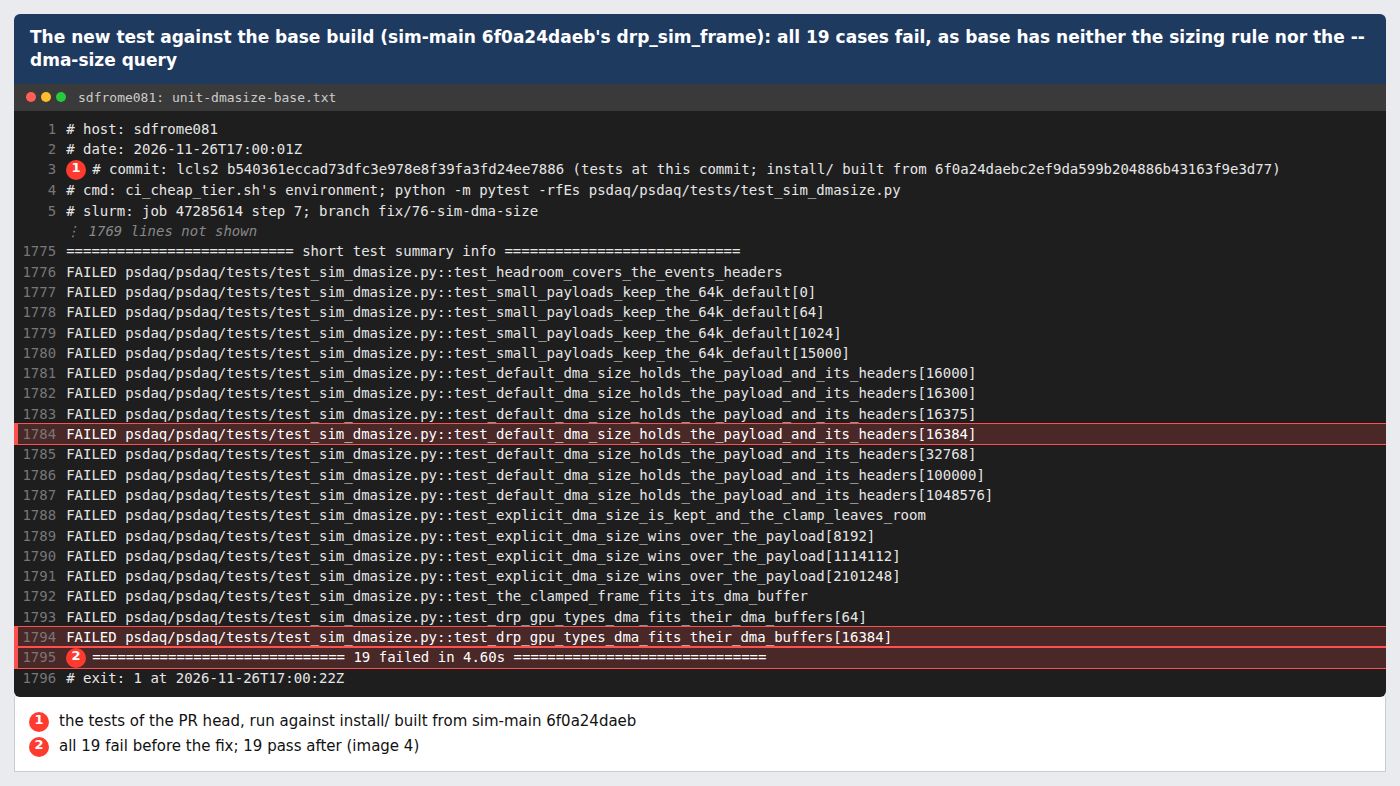 The new test against the base build (sim-main 6f0a24daeb's drp_sim_frame): all 19 cases fail, as base has neither the sizing rule nor the --
dma-size query
sdfrome081: unit-dmasize-base.txt
1 # host: sdfrome081
2 # date: 2026-11-26T17:00:01Z
3 1 # commit: lcls2 b540361eccad73dfc3e978e8f39fa3fd24ee7886 (tests at this commit; install/ built from 6f0a24daebc2ef9da599b204886b43163f9e3d77)
4 # cmd: ci_cheap_tier.sh's environment; python -m pytest -rfEs psdaq/psdaq/tests/test_sim_dmasize.py
5 # slurm: job 47285614 step 7; branch fix/76-sim-dma-size
⋮ 1769 lines not shown
1775 =========================== short test summary info ============================
1776 FAILED psdaq/psdaq/tests/test_sim_dmasize.py::test_headroom_covers_the_events_headers
1777 FAILED psdaq/psdaq/tests/test_sim_dmasize.py::test_small_payloads_keep_the_64k_default[0]
1778 FAILED psdaq/psdaq/tests/test_sim_dmasize.py::test_small_payloads_keep_the_64k_default[64]
1779 FAILED psdaq/psdaq/tests/test_sim_dmasize.py::test_small_payloads_keep_the_64k_default[1024]
1780 FAILED psdaq/psdaq/tests/test_sim_dmasize.py::test_small_payloads_keep_the_64k_default[15000]
1781 FAILED psdaq/psdaq/tests/test_sim_dmasize.py::test_default_dma_size_holds_the_payload_and_its_headers[16000]
1782 FAILED psdaq/psdaq/tests/test_sim_dmasize.py::test_default_dma_size_holds_the_payload_and_its_headers[16300]
1783 FAILED psdaq/psdaq/tests/test_sim_dmasize.py::test_default_dma_size_holds_the_payload_and_its_headers[16375]
1784 FAILED psdaq/psdaq/tests/test_sim_dmasize.py::test_default_dma_size_holds_the_payload_and_its_headers[16384]
1785 FAILED psdaq/psdaq/tests/test_sim_dmasize.py::test_default_dma_size_holds_the_payload_and_its_headers[32768]
1786 FAILED psdaq/psdaq/tests/test_sim_dmasize.py::test_default_dma_size_holds_the_payload_and_its_headers[100000]
1787 FAILED psdaq/psdaq/tests/test_sim_dmasize.py::test_default_dma_size_holds_the_payload_and_its_headers[1048576]
1788 FAILED psdaq/psdaq/tests/test_sim_dmasize.py::test_explicit_dma_size_is_kept_and_the_clamp_leaves_room
1789 FAILED psdaq/psdaq/tests/test_sim_dmasize.py::test_explicit_dma_size_wins_over_the_payload[8192]
1790 FAILED psdaq/psdaq/tests/test_sim_dmasize.py::test_explicit_dma_size_wins_over_the_payload[1114112]
1791 FAILED psdaq/psdaq/tests/test_sim_dmasize.py::test_explicit_dma_size_wins_over_the_payload[2101248]
1792 FAILED psdaq/psdaq/tests/test_sim_dmasize.py::test_the_clamped_frame_fits_its_dma_buffer
1793 FAILED psdaq/psdaq/tests/test_sim_dmasize.py::test_drp_gpu_types_dma_fits_their_dma_buffers[64]
1794 FAILED psdaq/psdaq/tests/test_sim_dmasize.py::test_drp_gpu_types_dma_fits_their_dma_buffers[16384]
1795 2 ============================== 19 failed in 4.60s ==============================
1796 # exit: 1 at 2026-11-26T17:00:22Z
1 the tests of the PR head, run against install/ built from sim-main 6f0a24daeb
2 all 19 fail before the fix; 19 pass after (image 4)